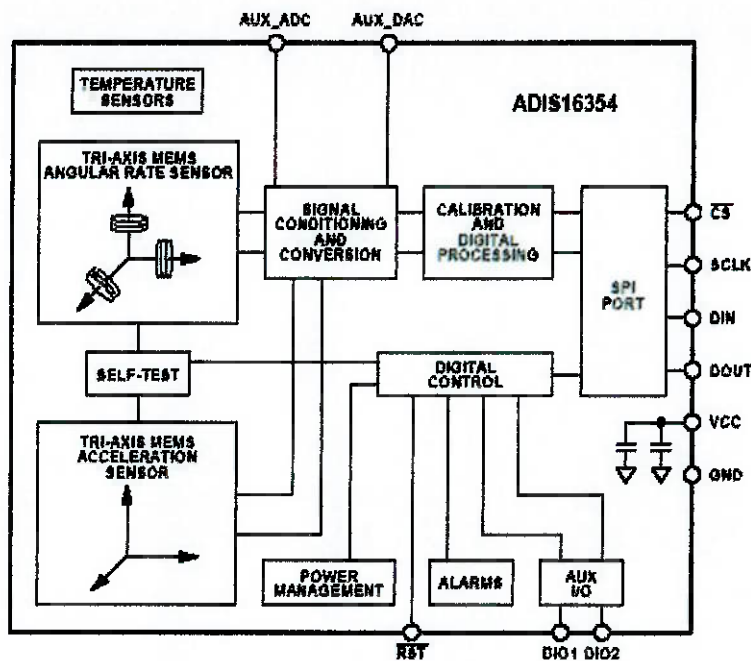 AUX_ADC
AUX_DAC
TEMPERATURE
SENSORS
ADIS16354
TRI-AXIS MEMS
ANGULAR RATE SENSOR
SIGNAL
CONDITIONING
AND
CONVERSION
CALIBRATION
AND
DIGITAL
PROCESSING
SPI
PORT
CS
SCLK
DIN
DOUT
VCC
GND
SELF-TEST
DIGITAL
CONTROL
TRI-AXIS MEMS
ACCELERATION
SENSOR
POWER
MANAGEMENT
ALARMS
AUX
I/O
RST
DIO1
DIO2